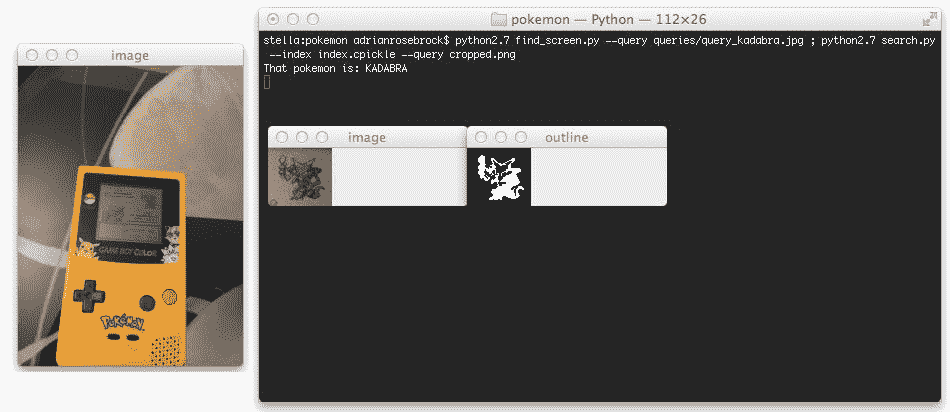 image
pokemon — Python — 112×26
stella:pokemon adrianrosebrock$ python2.7 find_screen.py --query queries/query_kadabra.jpg ; python2.7 search.py
--index index.cpickle --query cropped.png
That pokemon is: KADABRA
image
outline
GAME BOY COLOR
POKÉMON